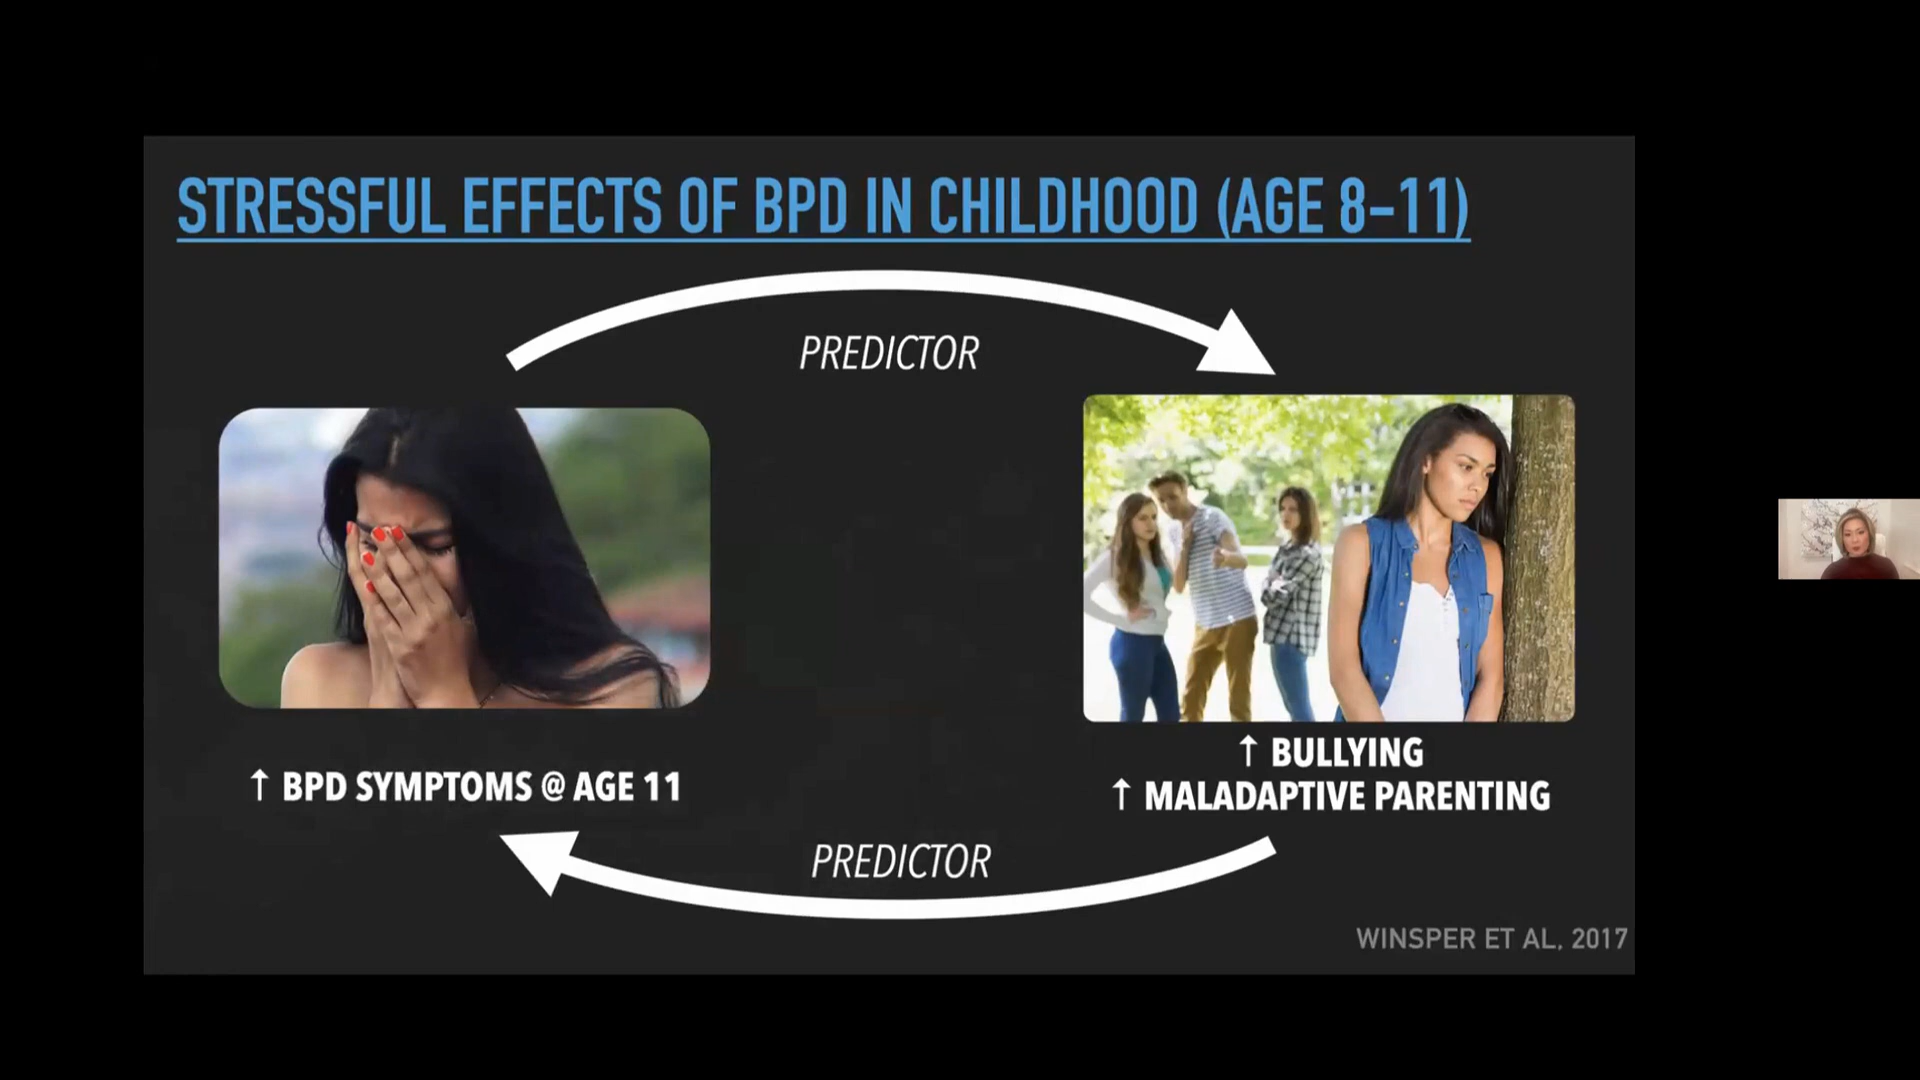 STRESSFUL EFFECTS OF BPD IN CHILDHOOD (AGE 8–11)
PREDICTOR
↑ BPD SYMPTOMS @ AGE 11
↑ BULLYING
↑ MALADAPTIVE PARENTING
PREDICTOR
WINSPER ET AL, 2017